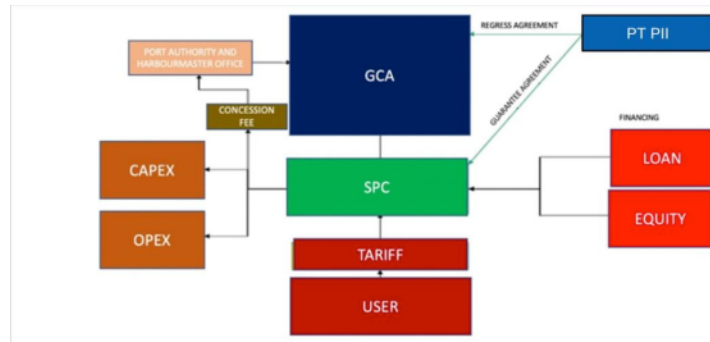 REGRESS AGREEMENT
PT PII
PORT AUTHORITY AND
HARBOURMASTER OFFICE
GCA
GUARANTEE AGREEMENT
CONCESSION
FEE
FINANCING
CAPEX
LOAN
SPC
OPEX
EQUITY
TARIFF
USER